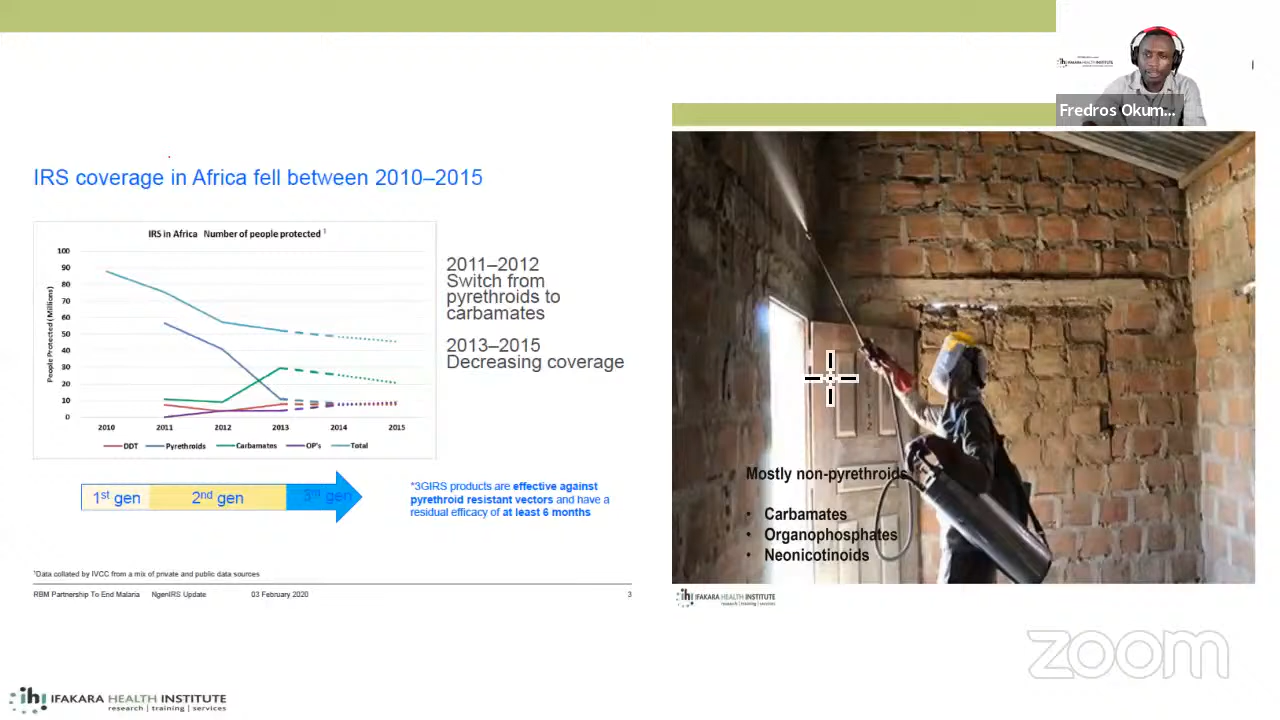 IFAKARA HEALTH INSTITUTE
Fredros Okum...
IRS coverage in Africa fell between 2010–2015
IRS in Africa Number of people protected 1
People Protected (Millions)
100
90
80
70
60
50
40
30
20
10
0
2010 2011 2012 2013 2014 2015
DDT Pyrethroids Carbamates OP's Total
2011–2012
Switch from
pyrethroids to
carbamates
2013–2015
Decreasing coverage
1st gen 2nd gen 3rd gen
*3GIRS products are effective against
pyrethroid resistant vectors and have a
residual efficacy of at least 6 months
1Data collated by IVCC from a mix of private and public data sources
RBM Partnership To End Malaria NgenIRS Update 03 February 2020 3
Mostly non-pyrethroids
• Carbamates
• Organophosphates
• Neonicotinoids
ihi IFAKARA HEALTH INSTITUTE
research | training | services
zoom
ihi IFAKARA HEALTH INSTITUTE
research | training | services